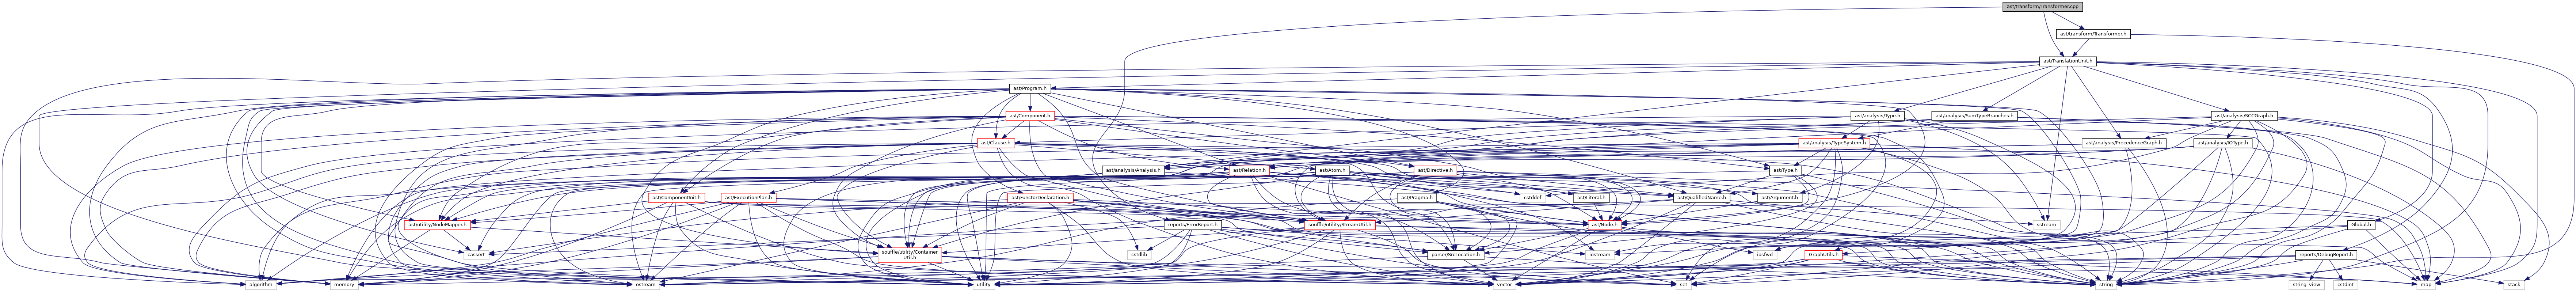 ast/transform/Transformer.cpp
ast/transform/Transformer.h
ast/TranslationUnit.h
ast/Program.h
ast/Component.h
ast/analysis/Type.h
ast/analysis/SumTypeBranches.h
ast/analysis/SCCGraph.h
ast/Clause.h
ast/analysis/TypeSystem.h
ast/analysis/PrecedenceGraph.h
ast/analysis/IOType.h
ast/analysis/Analysis.h
ast/Relation.h
ast/Atom.h
ast/Directive.h
ast/Type.h
ast/ComponentInit.h
ast/ExecutionPlan.h
ast/FunctorDeclaration.h
ast/Pragma.h
cstddef
ast/Literal.h
ast/QualifiedName.h
ast/Argument.h
ast/utility/NodeMapper.h
reports/ErrorReport.h
souffle/utility/StreamUtil.h
ast/Node.h
sstream
Global.h
cassert
souffle/utility/Container
Util.h
cstdlib
parser/SrcLocation.h
iostream
iosfwd
GraphUtils.h
reports/DebugReport.h
algorithm
memory
ostream
utility
vector
set
string
string_view
cstdint
map
stack